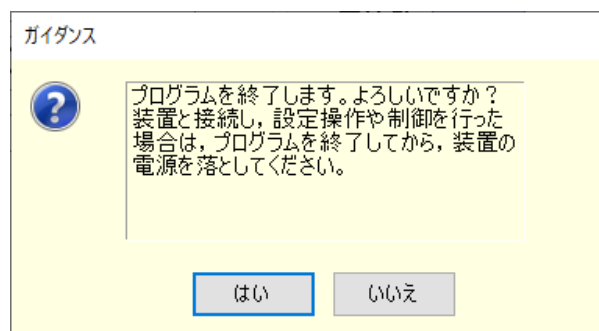 ガイダンス
プログラムを終了します。よろしいですか？
装置と接続し，設定操作や制御を行った
場合は，プログラムを終了してから，装置の
電源を落としてください。
はい
いいえ